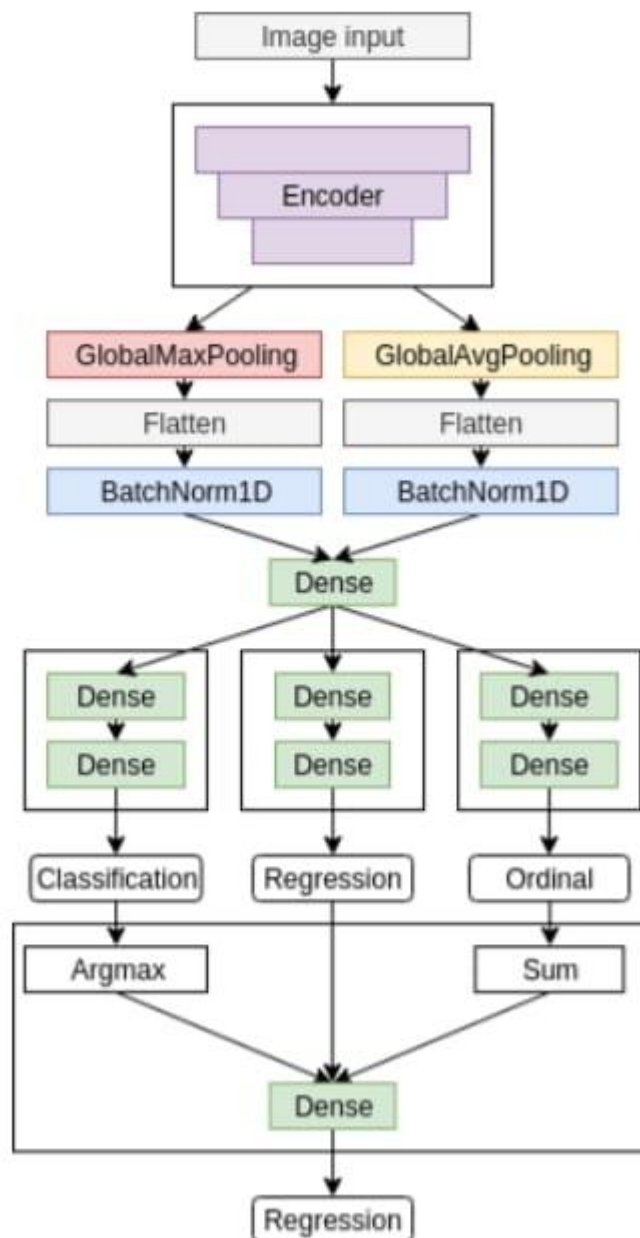 Image input
Encoder
GlobalMaxPooling GlobalAvgPooling
Flatten Flatten
BatchNorm1D BatchNorm1D
Dense
Dense Dense Dense
Dense Dense Dense
Classification Regression Ordinal
Argmax Sum
Dense
Regression